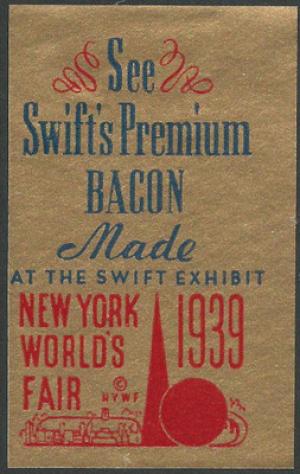 See
Swift's Premium
BACON
Made
AT THE SWIFT EXHIBIT
NEW YORK 1939
WORLD'S
FAIR ©
NYWF